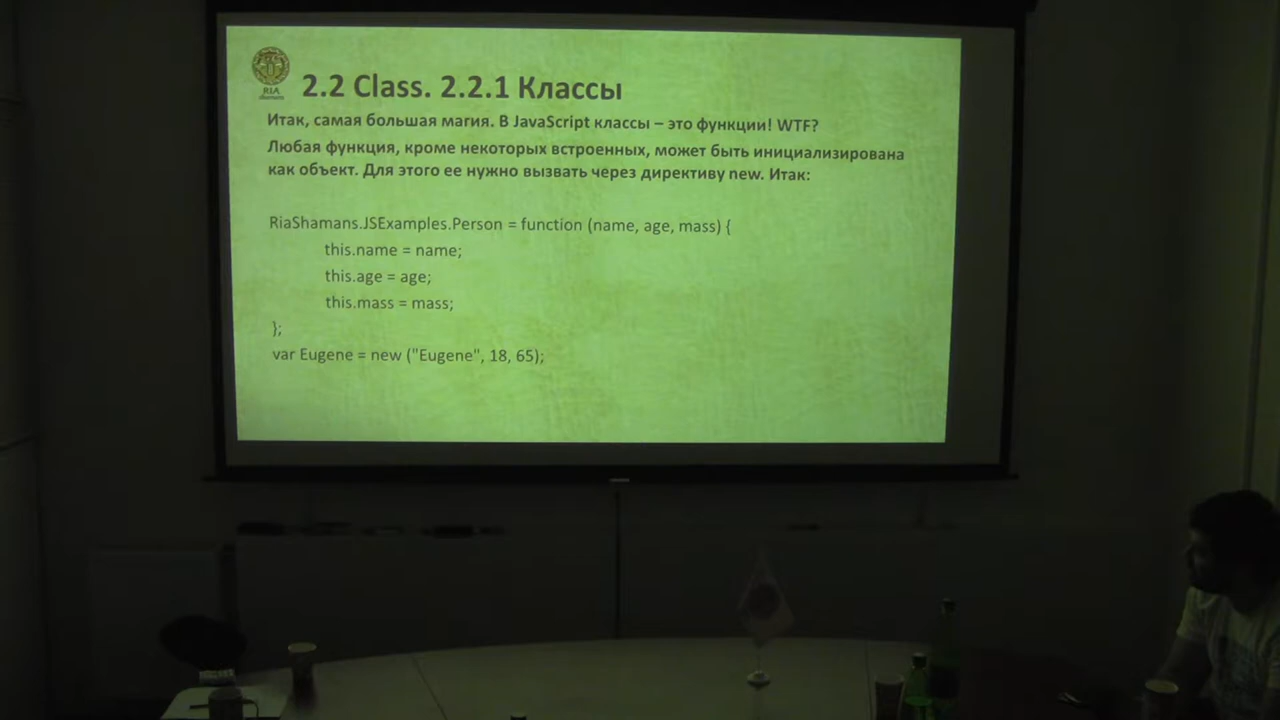 RIA
2.2 Class. 2.2.1 Классы
Итак, самая большая магия. В JavaScript классы – это функции! WTF?
Любая функция, кроме некоторых встроенных, может быть инициализирована
как объект. Для этого ее нужно вызвать через директиву new. Итак:
RiaShamans.JSExamples.Person = function (name, age, mass) {
this.name = name;
this.age = age;
this.mass = mass;
};
var Eugene = new ("Eugene", 18, 65);